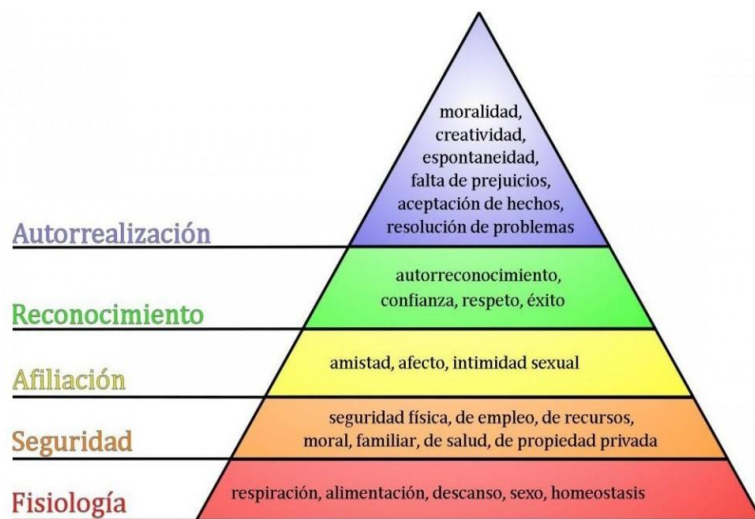 moralidad,
creatividad,
espontaneidad,
falta de prejuicios,
aceptación de hechos,
resolución de problemas
Autorrealización
autorreconocimiento,
confianza, respeto, éxito
Reconocimiento
amistad, afecto, intimidad sexual
Afiliación
seguridad física, de empleo, de recursos,
moral, familiar, de salud, de propiedad privada
Seguridad
respiración, alimentación, descanso, sexo, homeostasis
Fisiología